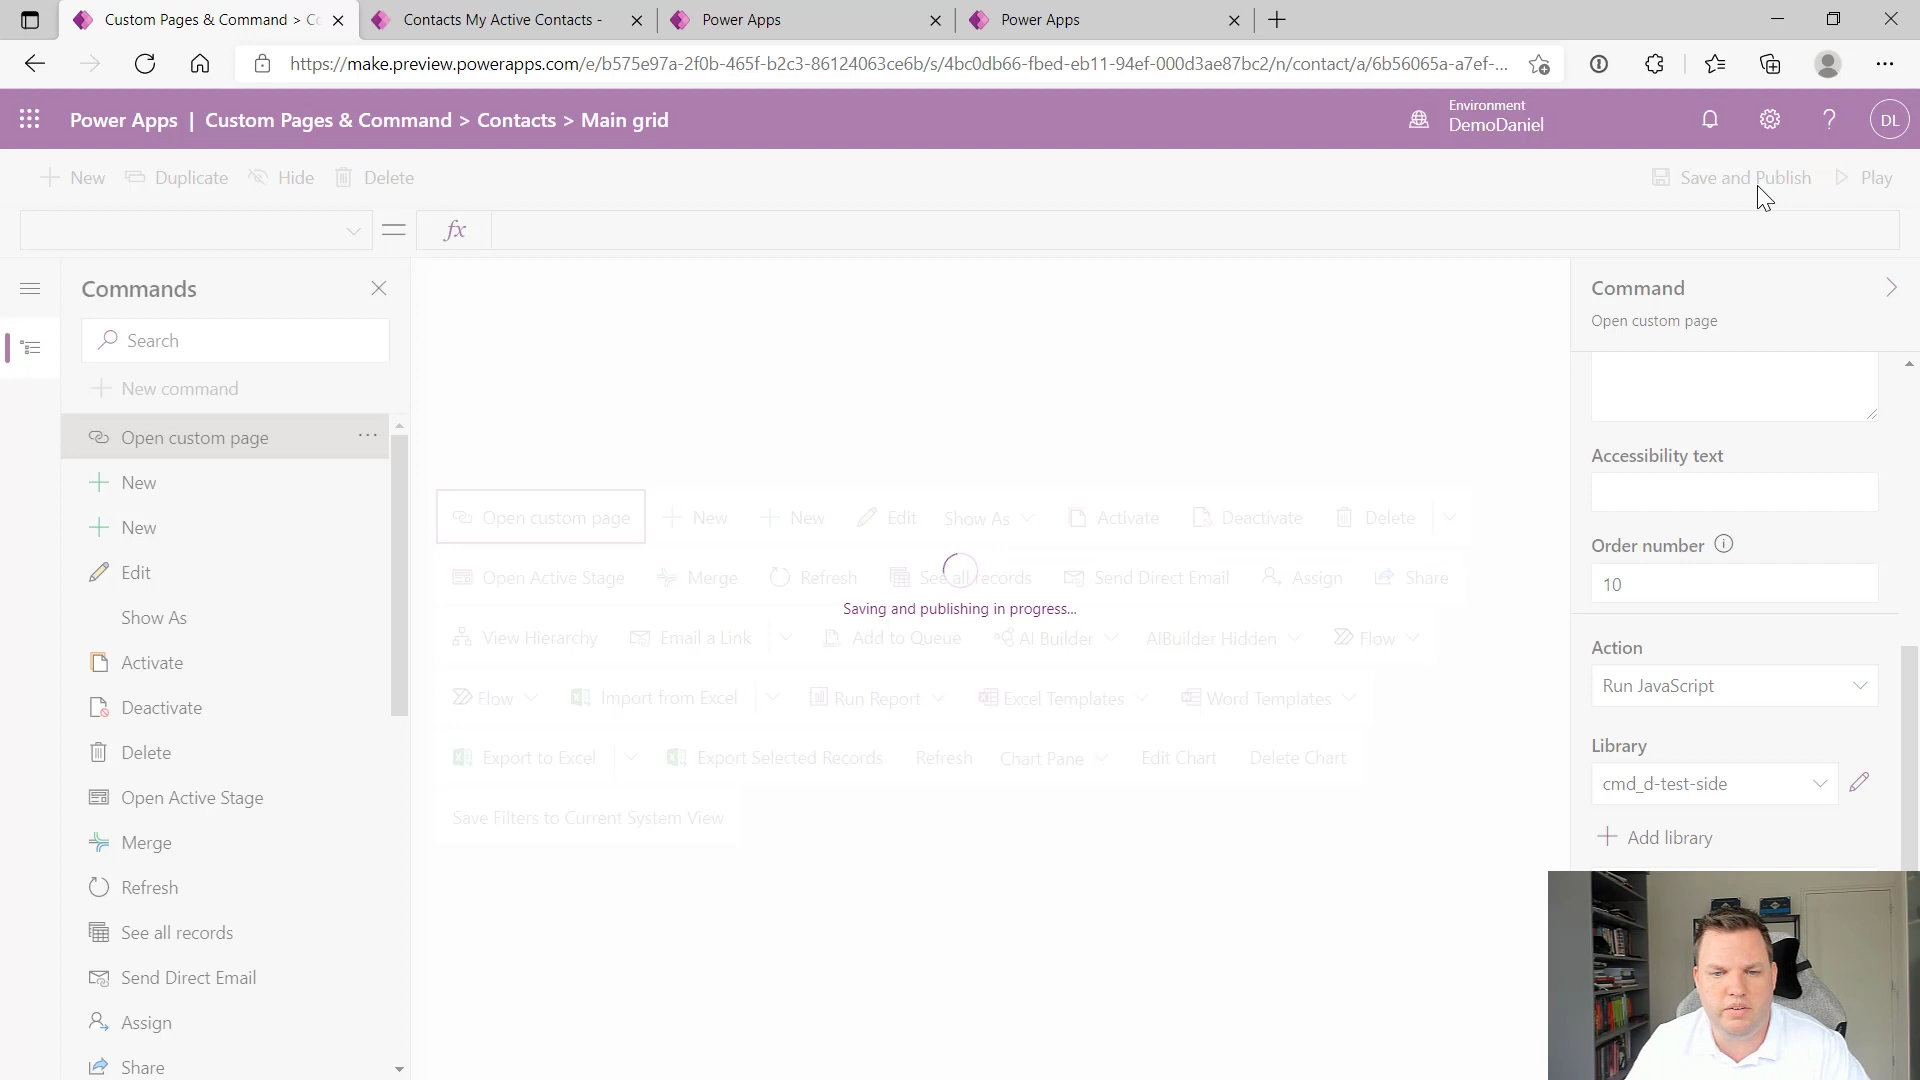 Custom Pages & Command > Co
Contacts My Active Contacts -
Power Apps
Power Apps
https://make.preview.powerapps.com/e/b575e97a-2f0b-465f-b2c3-86124063ce6b/s/4bc0db66-fbed-eb11-94ef-000d3ae87bc2/n/contact/a/6b56065a-a7ef-...
Power Apps | Custom Pages & Command > Contacts > Main grid
Environment
DemoDaniel
DL
New
Duplicate
Hide
Delete
Save and Publish
Play
fx
Commands
Search
New command
Open custom page
New
New
Edit
Show As
Activate
Deactivate
Delete
Open Active Stage
Merge
Refresh
See all records
Send Direct Email
Assign
Share
Open custom page New New Edit Show As Activate Deactivate Delete
Open Active Stage Merge Refresh See all records Send Direct Email Assign Share
Saving and publishing in progress...
View Hierarchy Email a Link Add to Queue AI Builder AIBuilder Hidden Flow
Flow Import from Excel Run Report Excel Templates Word Templates
Export to Excel Export Selected Records Refresh Chart Pane Edit Chart Delete Chart
Save Filters to Current System View
Command
Open custom page
Accessibility text
Order number
10
Action
Run JavaScript
Library
cmd_d-test-side
Add library